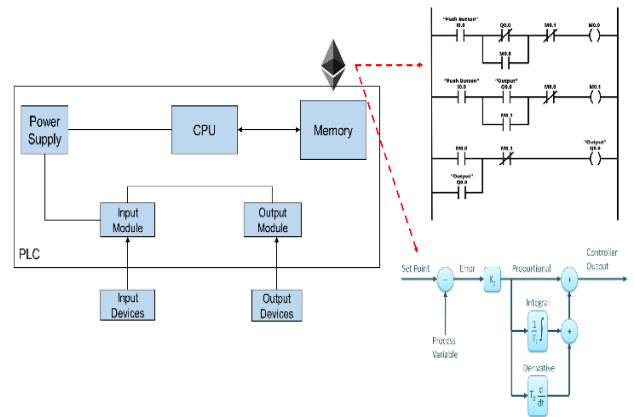 Power
Supply
CPU
Memory
Input
Module
Output
Module
PLC
Input
Devices
Output
Devices
"Push Button"
I0.0
Q0.0
M0.1
M0.0
M0.0
"Push Button"
I0.0
"Output"
Q0.0
M0.0
M0.1
M0.1
M0.0
M0.1
"Output"
Q0.0
"Output"
Q0.0
Set Point
Error
Proportional
Controller
Output
−
+
Integral
1
∫
+
Process
Variable
Derivative
d
dt